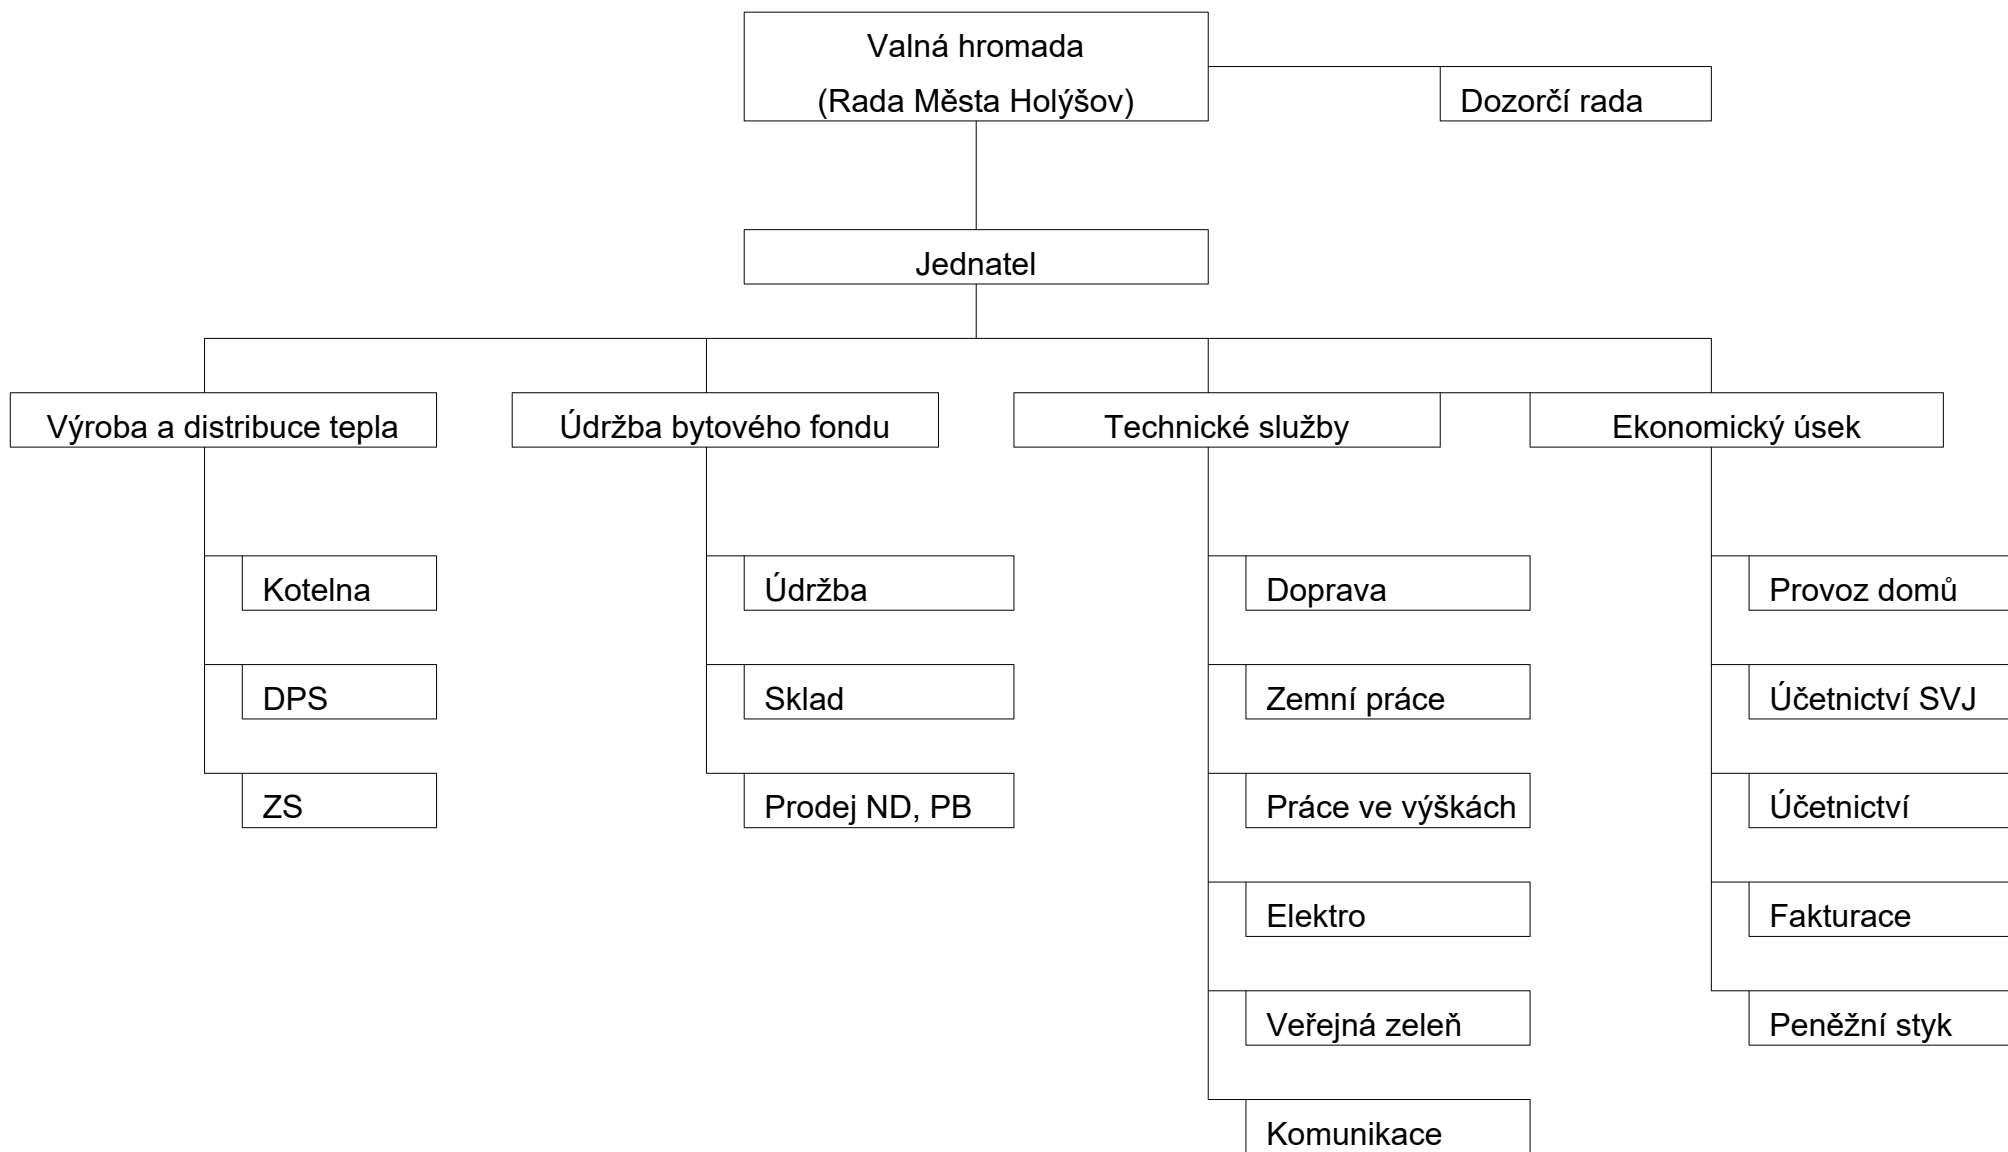 Valná hromada
(Rada Města Holýšov)
Dozorčí rada
Jednatel
Výroba a distribuce tepla
Údržba bytového fondu
Technické služby
Ekonomický úsek
Kotelna
Údržba
Doprava
Provoz domů
DPS
Sklad
Zemní práce
Účetnictví SVJ
ZS
Prodej ND, PB
Práce ve výškách
Účetnictví
Elektro
Fakturace
Veřejná zeleň
Peněžní styk
Komunikace